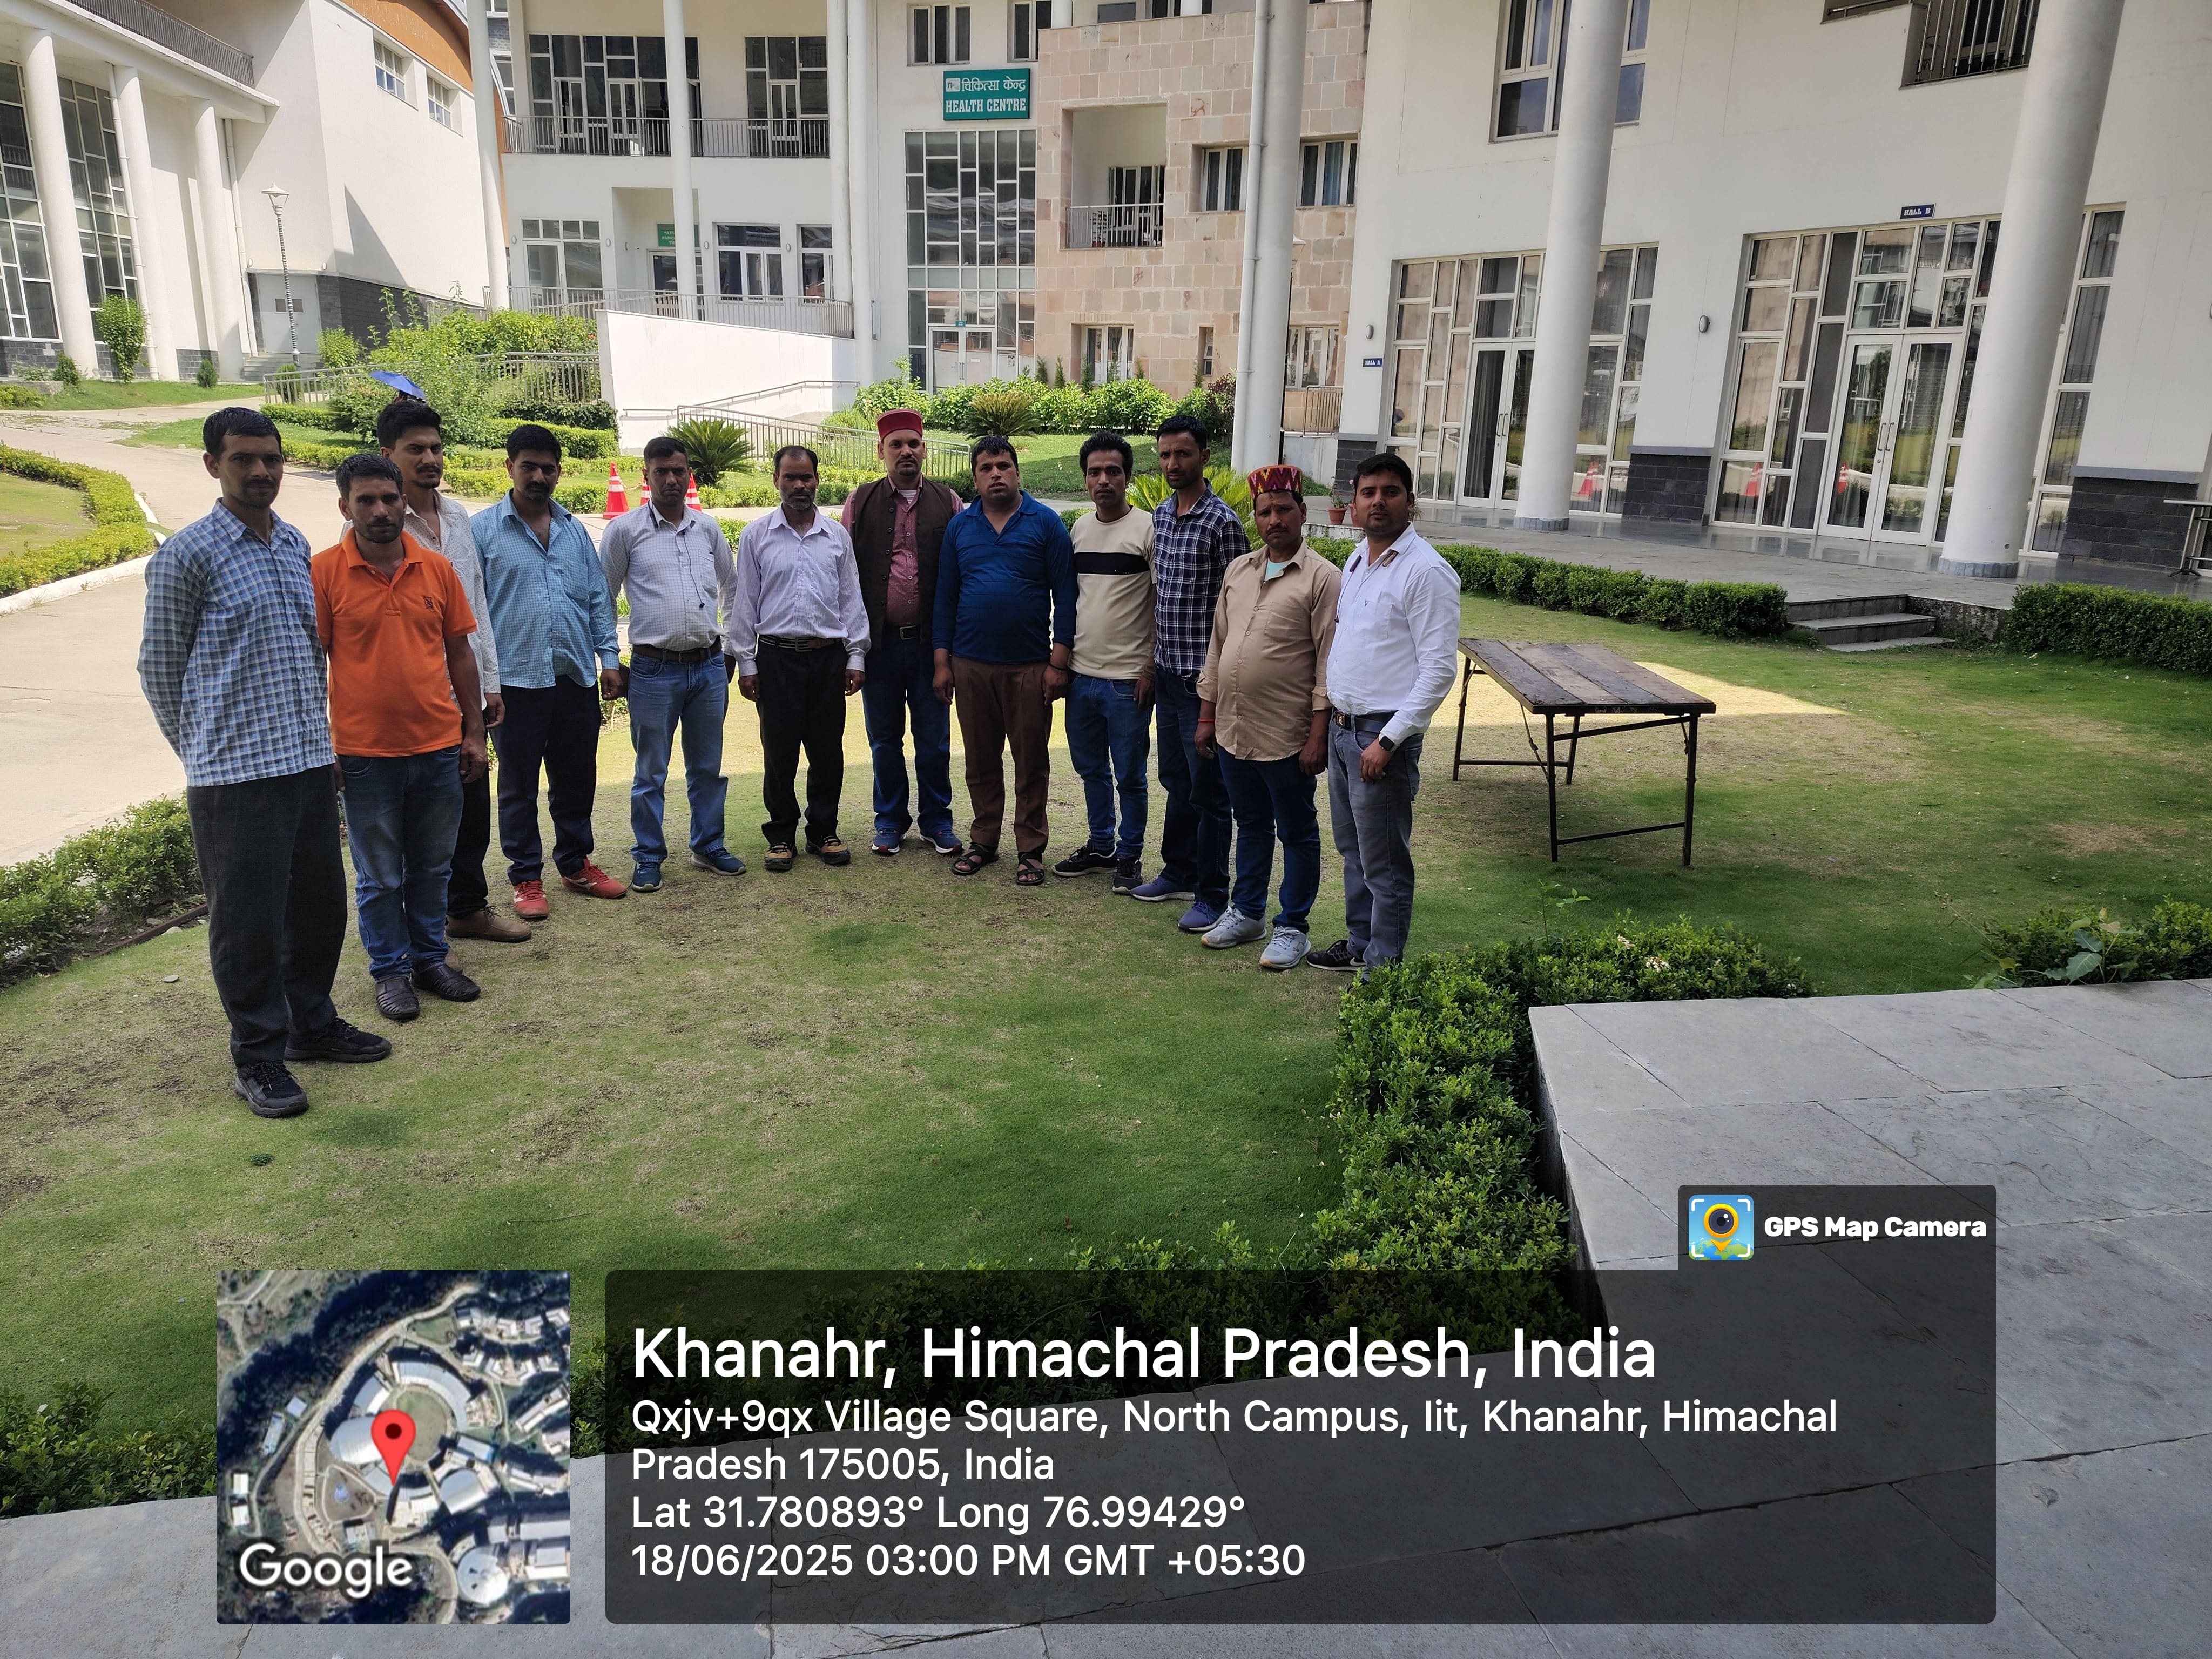 चिकित्सा केन्द्र
HEALTH CENTRE
HALL B
HALL A
GPS Map Camera
Khanahr, Himachal Pradesh, India
Qxjv+9qx Village Square, North Campus, Iit, Khanahr, Himachal
Pradesh 175005, India
Lat 31.780893° Long 76.99429°
18/06/2025 03:00 PM GMT +05:30
Google